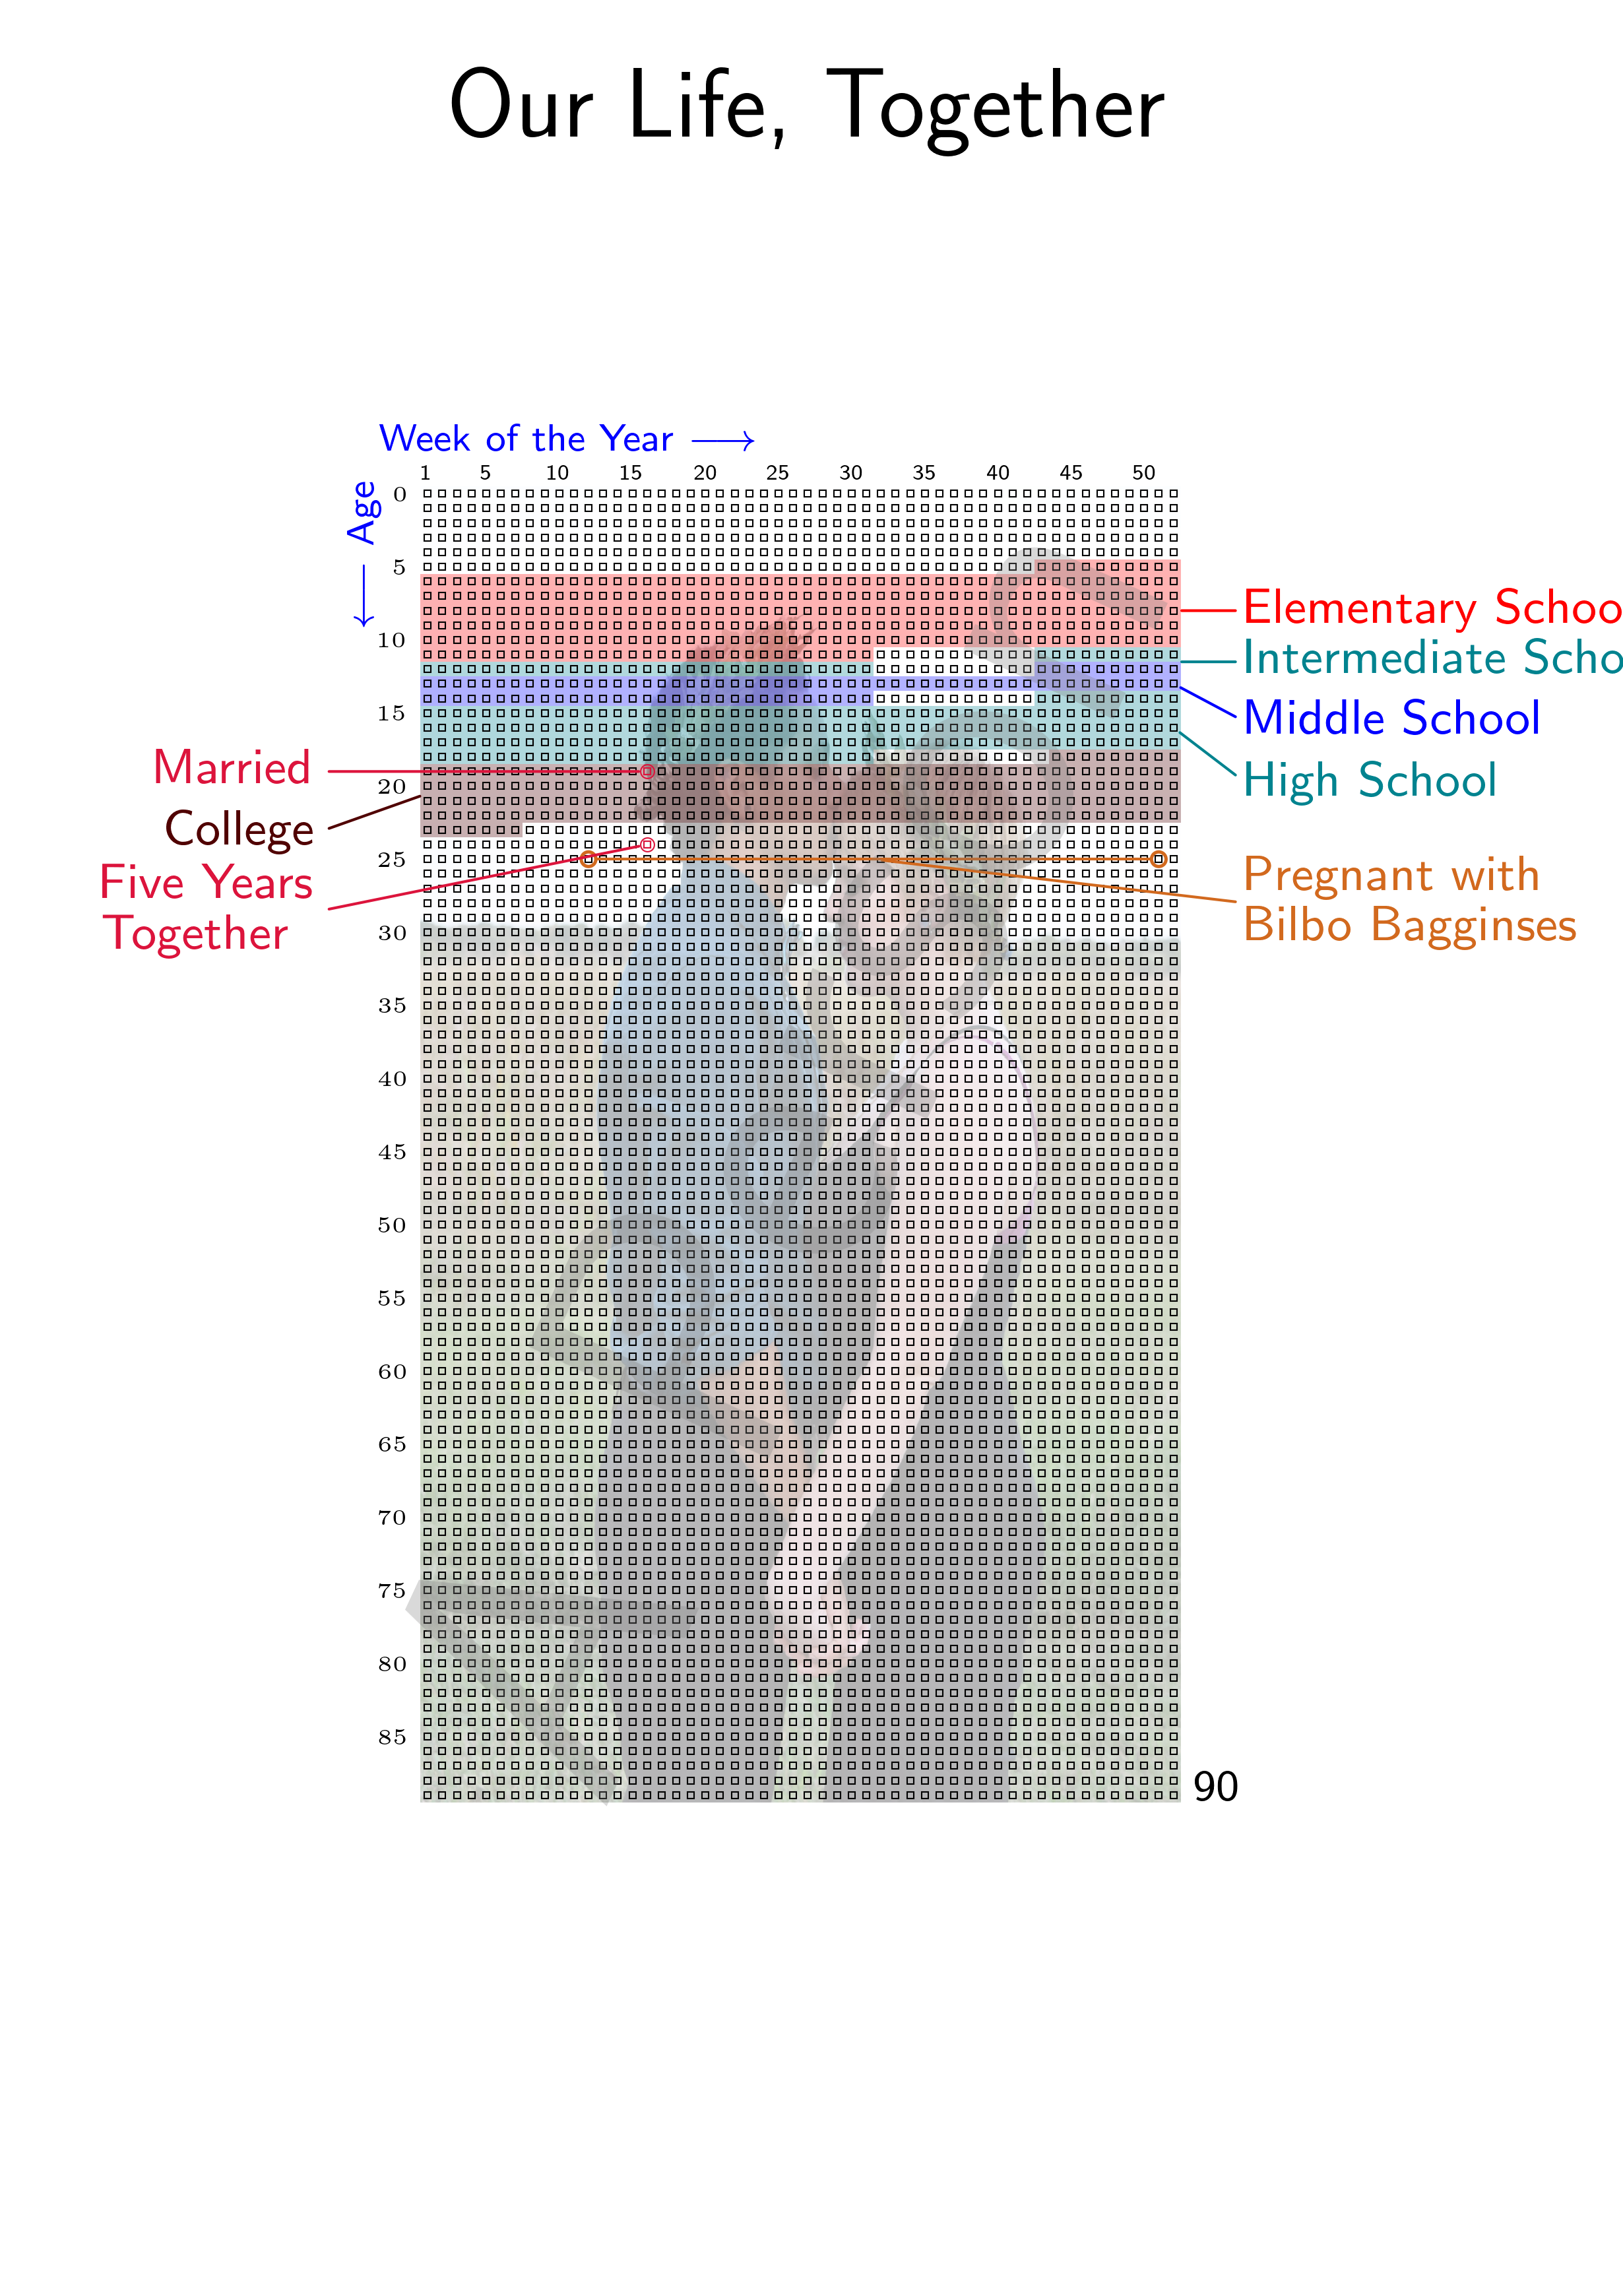 Our Life, Together
Week of the Year →
1 5 10 15 20 25 30 35 40 45 50
← Age
0
5
10
15
20
25
30
35
40
45
50
55
60
65
70
75
80
85
90
Elementary Schoo
Intermediate Scho
Middle School
High School
Married
College
Five Years
Together
Pregnant with
Bilbo Bagginses